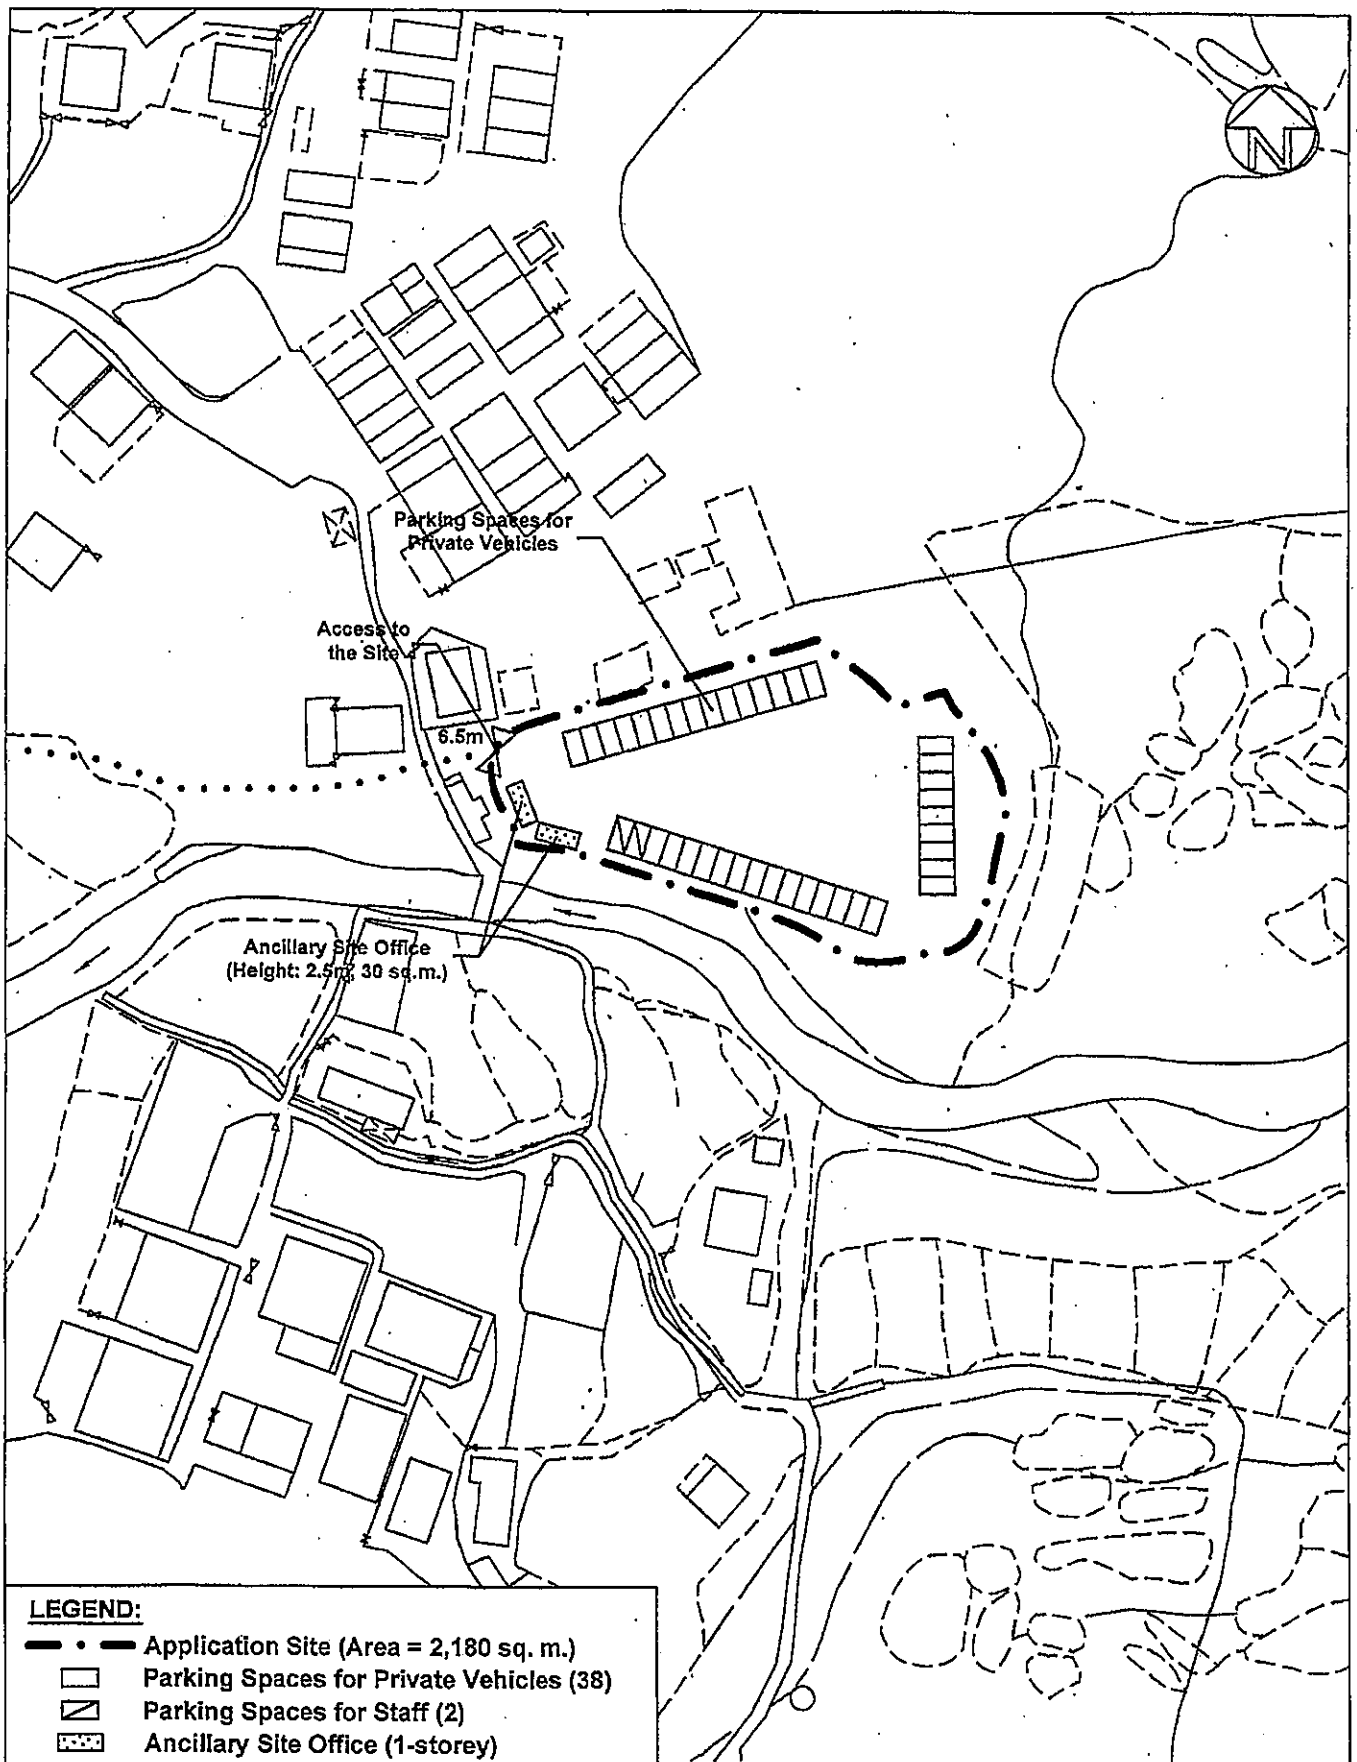 N
Parking Spaces for
Private Vehicles
Access to
the Site
6.5m
Ancillary Site Office
(Height: 2.5m, 30 sq.m.)
LEGEND:
Application Site (Area = 2,180 sq. m.)
Parking Spaces for Private Vehicles (38)
Parking Spaces for Staff (2)
Ancillary Site Office (1-storey)